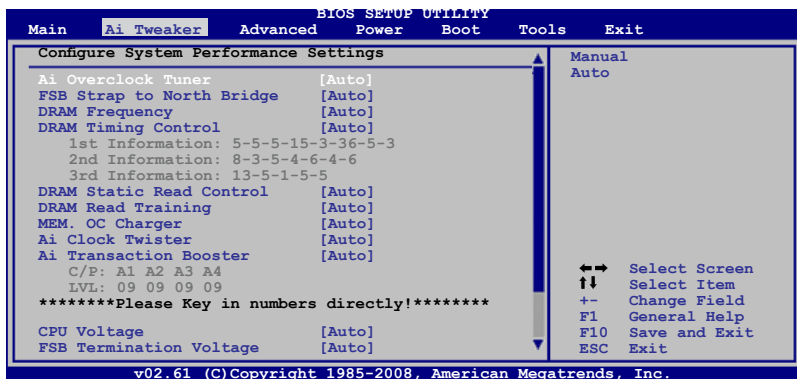 BIOS SETUP UTILITY
Main Ai Tweaker Advanced Power Boot Tools Exit
Configure System Performance Settings
Ai Overclock Tuner [Auto]
FSB Strap to North Bridge [Auto]
DRAM Frequency [Auto]
DRAM Timing Control [Auto]
1st Information: 5-5-5-15-3-36-5-3
2nd Information: 8-3-5-4-6-4-6
3rd Information: 13-5-1-5-5
DRAM Static Read Control [Auto]
DRAM Read Training [Auto]
MEM. OC Charger [Auto]
Ai Clock Twister [Auto]
Ai Transaction Booster [Auto]
C/P: A1 A2 A3 A4
LVL: 09 09 09 09
********Please Key in numbers directly!********
CPU Voltage [Auto]
FSB Termination Voltage [Auto]
Manual
Auto
←→ Select Screen
↑↓ Select Item
+- Change Field
F1 General Help
F10 Save and Exit
ESC Exit
v02.61 (C)Copyright 1985-2008, American Megatrends, Inc.